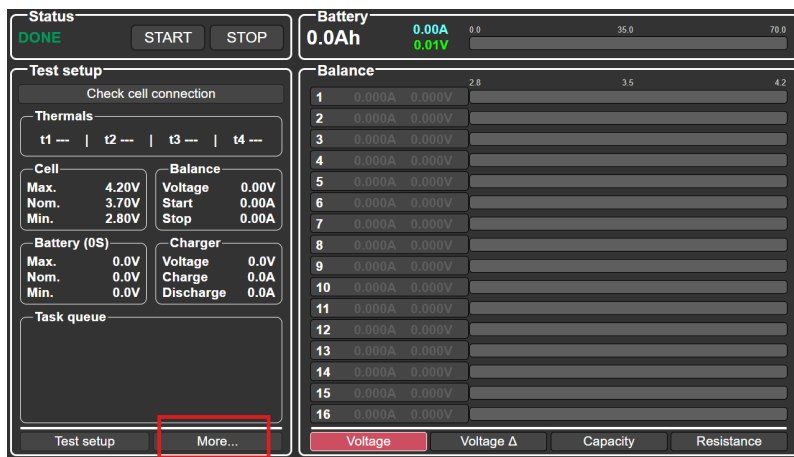 Status
DONE START STOP
Battery
0.0Ah 0.00A 0.01V
0.0 35.0 70.0
Test setup
Check cell connection
Thermals
t1 --- | t2 --- | t3 --- | t4 ---
Cell
Max. 4.20V
Nom. 3.70V
Min. 2.80V
Balance
Voltage 0.00V
Start 0.00A
Stop 0.00A
Battery (0S)
Max. 0.0V
Nom. 0.0V
Min. 0.0V
Charger
Voltage 0.0V
Charge 0.0A
Discharge 0.0A
Task queue
Test setup More...
Balance
2.8 3.5 4.2
1 0.000A 0.000V
2 0.000A 0.000V
3 0.000A 0.000V
4 0.000A 0.000V
5 0.000A 0.000V
6 0.000A 0.000V
7 0.000A 0.000V
8 0.000A 0.000V
9 0.000A 0.000V
10 0.000A 0.000V
11 0.000A 0.000V
12 0.000A 0.000V
13 0.000A 0.000V
14 0.000A 0.000V
15 0.000A 0.000V
16 0.000A 0.000V
Voltage Voltage Δ Capacity Resistance